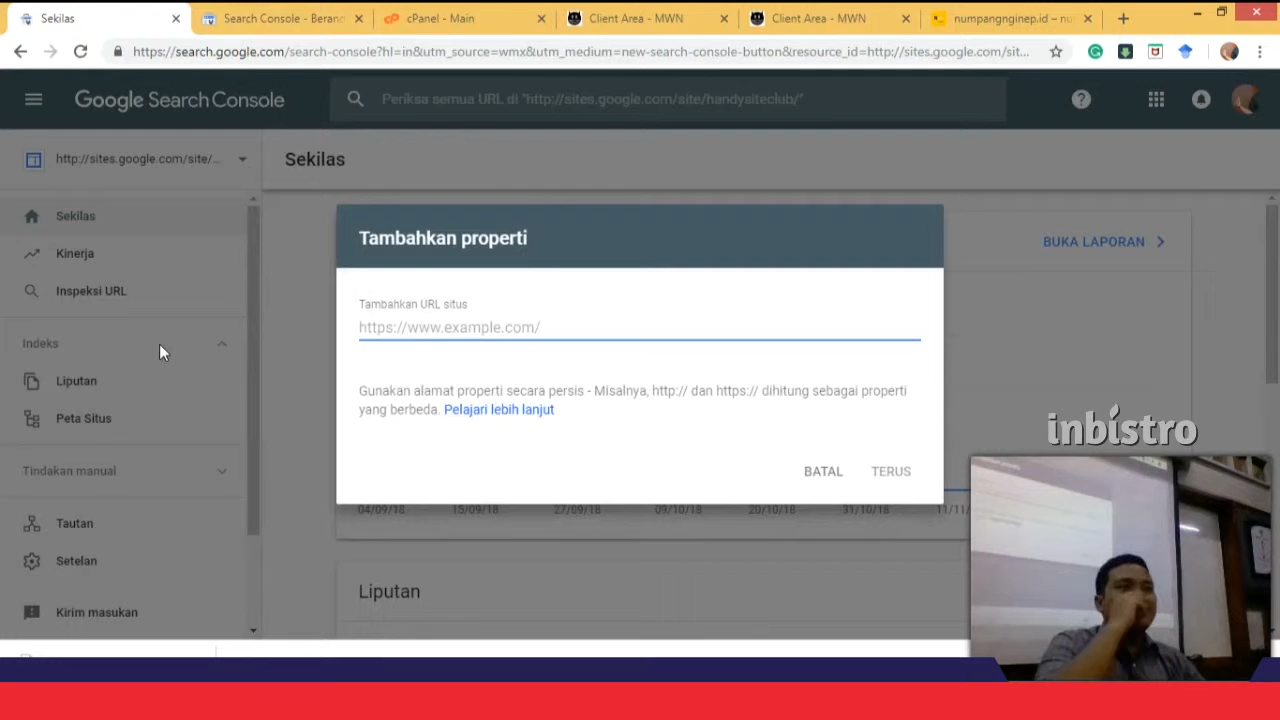 Sekilas
Search Console - Berand
cPanel - Main
Client Area - MWN
Client Area - MWN
numpangnginep.id – nu
https://search.google.com/search-console?hl=in&utm_source=wmx&utm_medium=new-search-console-button&resource_id=http://sites.google.com/sit...
Google Search Console
Periksa semua URL di "http://sites.google.com/site/handysiteclub/"
http://sites.google.com/site/...
Sekilas
Sekilas
Kinerja
Inspeksi URL
Indeks
Liputan
Peta Situs
Tindakan manual
Tautan
Setelan
Kirim masukan
BUKA LAPORAN
Tambahkan properti
Tambahkan URL situs
https://www.example.com/
Gunakan alamat properti secara persis - Misalnya, http:// dan https:// dihitung sebagai properti
yang berbeda. Pelajari lebih lanjut
BATAL TERUS
04/09/18 15/09/18 27/09/18 09/10/18 20/10/18 31/10/18 11/11/
Liputan
inbistro